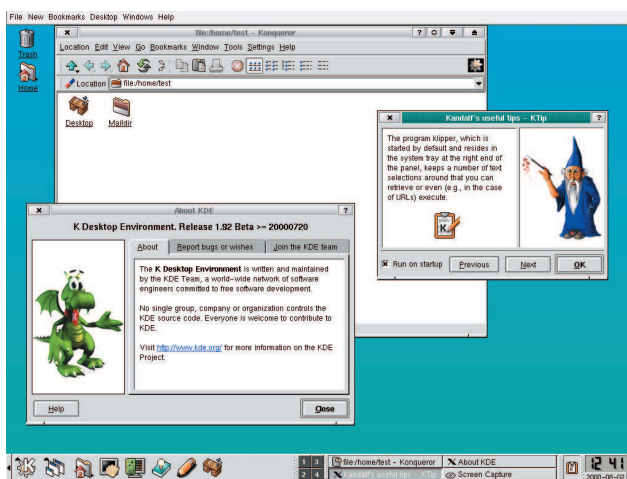 File New Bookmarks Desktop Windows Help
Trash
Home
file:/home/test - Konqueror
Location Edit View Go Bookmarks Window Tools Settings Help
Location file:/home/test
Desktop Maildir
Kandalf's useful tips - KTip
The program klipper, which is
started by default and resides in
the system tray at the right end of
the panel, keeps a number of text
selections around that you can
retrieve or even (e.g., in the case
of URLs) execute.
Run on startup Previous Next OK
About KDE
K Desktop Environment. Release 1.92 Beta >= 20000720
About Report bugs or wishes Join the KDE team
The K Desktop Environment is written and maintained
by the KDE Team, a world-wide network of software
engineers committed to free software development.
No single group, company or organization controls the
KDE source code. Everyone is welcome to contribute to
KDE.
Visit http://www.kde.org/ for more information on the KDE
Project.
Help Close
1 3 file:/home/test - Konqueror About KDE
2 4 Kandalf's useful tips - KTip Screen Capture
12 41
2000-08-02